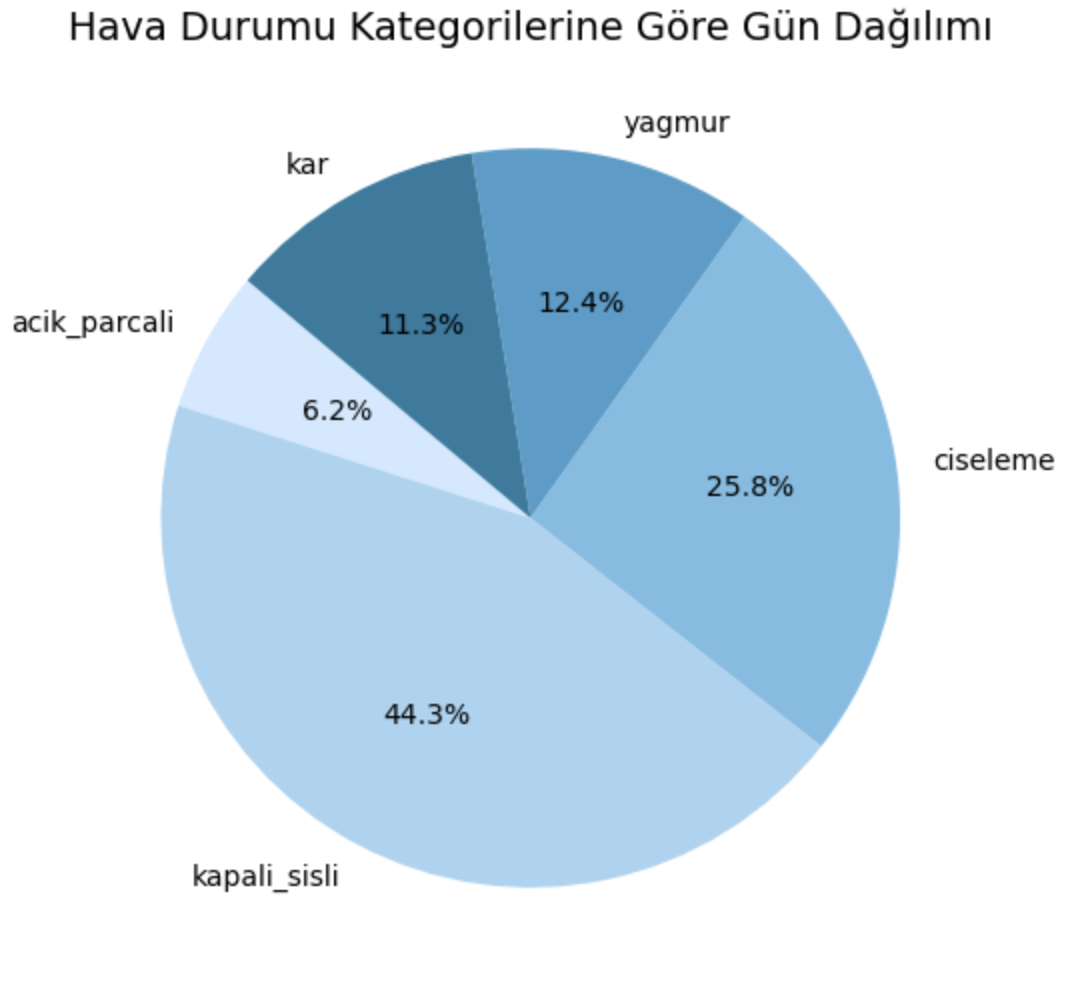 Hava Durumu Kategorilerine Göre Gün Dağılımı
yagmur
kar
12.4%
11.3%
acik_parcali
6.2%
ciseleme
25.8%
44.3%
kapali_sisli